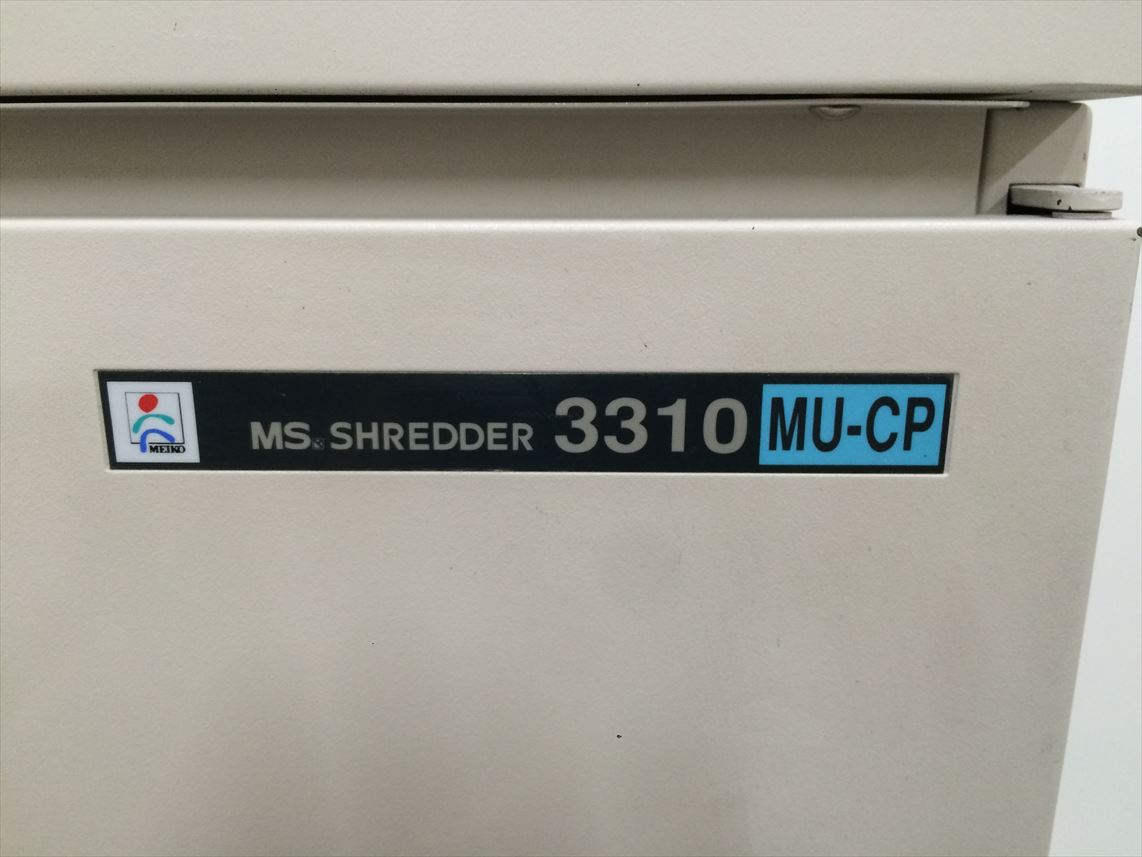 MEIKO
MS. SHREDDER 3310 MU-CP